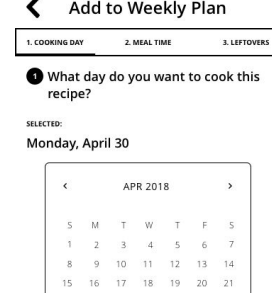 Add to Weekly Plan
1. COOKING DAY 2. MEAL TIME 3. LEFTOVERS
1 What day do you want to cook this
recipe?
SELECTED:
Monday, April 30
< APR 2018 >
S M T W T F S
1 2 3 4 5 6 7
8 9 10 11 12 13 14
15 16 17 18 19 20 21